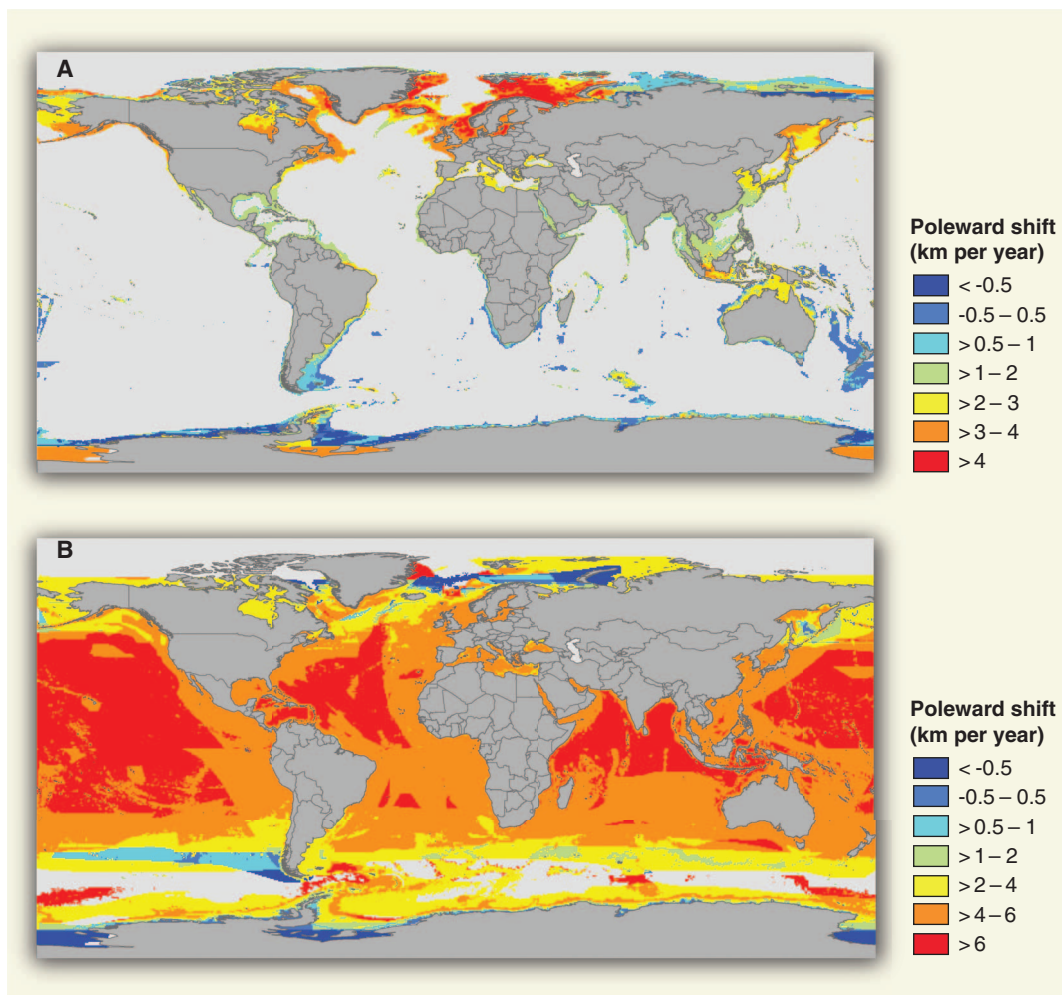 A
Poleward shift
(km per year)
< -0.5
-0.5 – 0.5
> 0.5 – 1
> 1 – 2
> 2 – 3
> 3 – 4
> 4
B
Poleward shift
(km per year)
< -0.5
-0.5 – 0.5
> 0.5 – 1
> 1 – 2
> 2 – 4
> 4 – 6
> 6